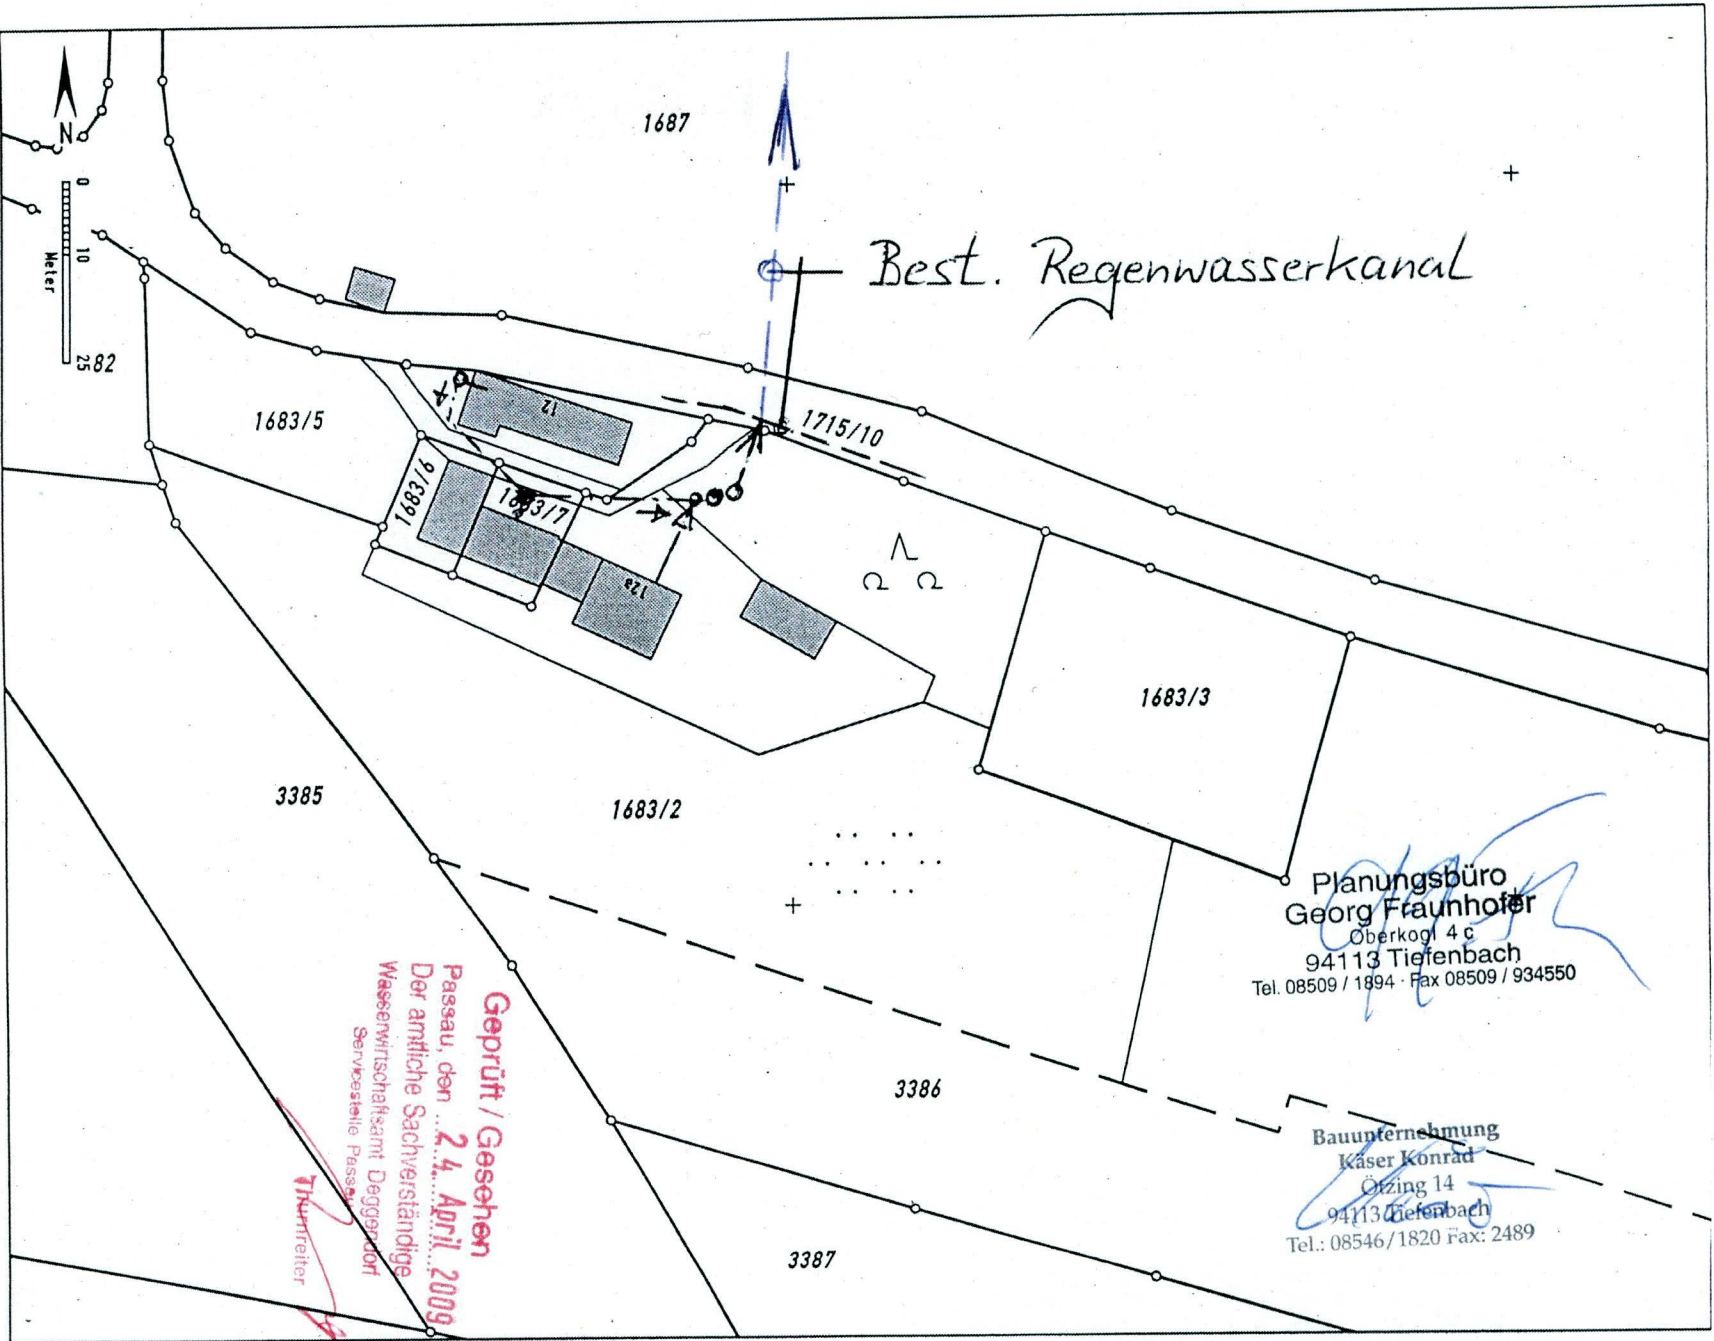 1687
N
0
10
25
Meter
Best. Regenwasserkanal
82
1683/5
12
1715/10
1683/6
1683/7
12a
1683/3
3385
1683/2
Planungsbüro
Georg Fraunhofer
Oberkogl 4 c
94113 Tiefenbach
Tel. 08509 / 1894 · Fax 08509 / 934550
Geprüft / Gesehen
Passau, den ... 24. April 2009
Der amtliche Sachverständige
Wasserwirtschaftsamt Deggendorf
Servicestelle Passau
Thurnreiter
3386
Bauunternehmung
Käser Konrad
Ötzing 14
94113 Tiefenbach
Tel.: 08546/1820 Fax: 2489
3387